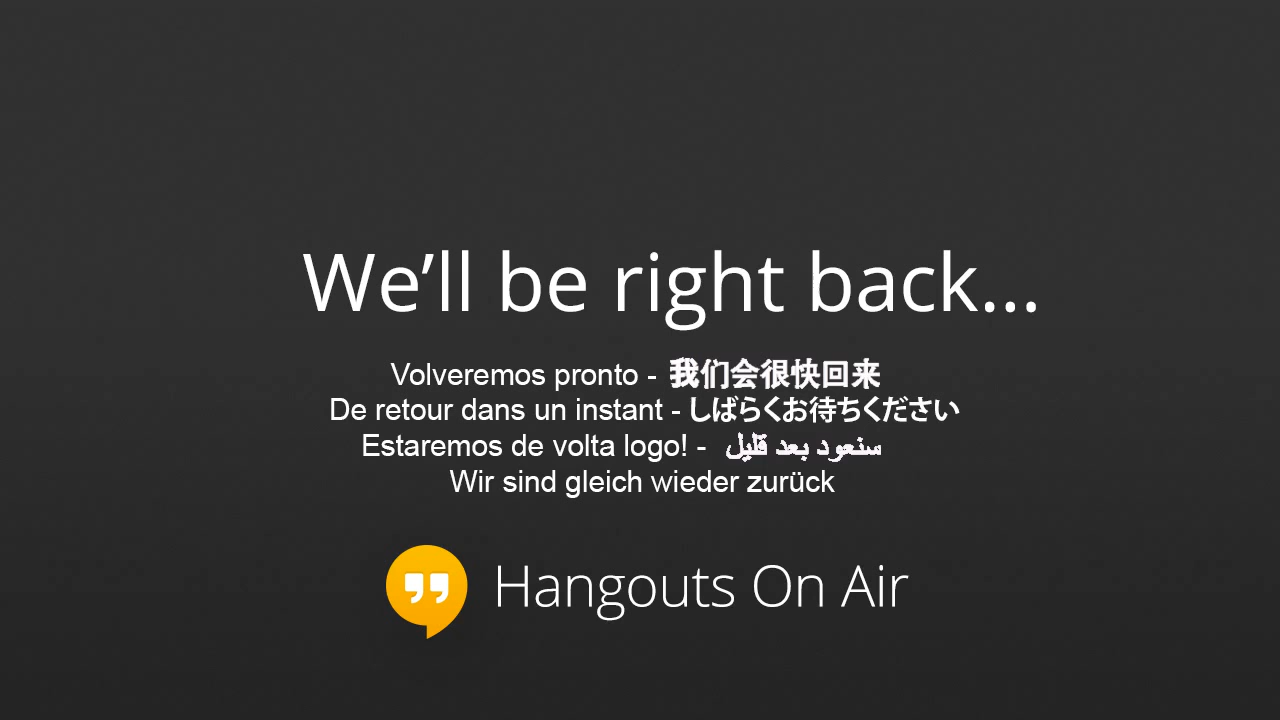 We'll be right back...
Volveremos pronto - 我们会很快回来
De retour dans un instant - しばらくお待ちください
Estaremos de volta logo! - سنعود بعد قليل
Wir sind gleich wieder zurück
Hangouts On Air